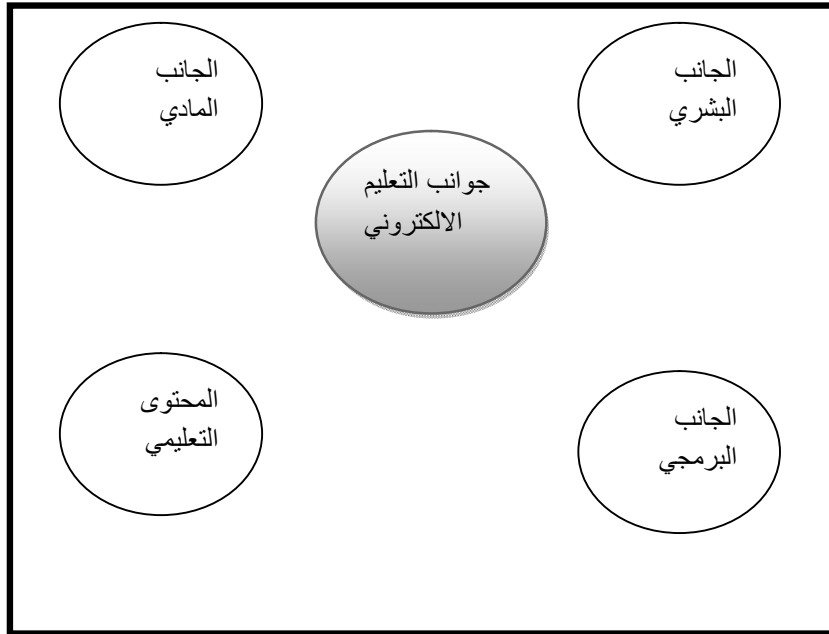 الجانب
البشري
الجانب
المادي
جوانب التعليم
الالكتروني
الجانب
البرمجي
المحتوى
التعليمي